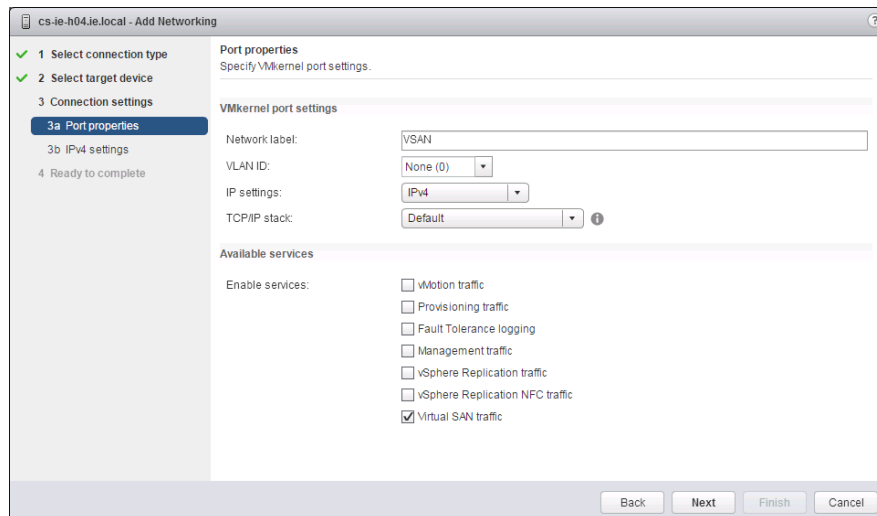 cs-ie-h04.ie.local - Add Networking
?
1 Select connection type
2 Select target device
3 Connection settings
3a Port properties
3b IPv4 settings
4 Ready to complete
Port properties
Specify VMkernel port settings.
VMkernel port settings
Network label: VSAN
VLAN ID: None (0)
IP settings: IPv4
TCP/IP stack: Default
Available services
Enable services:
vMotion traffic
Provisioning traffic
Fault Tolerance logging
Management traffic
vSphere Replication traffic
vSphere Replication NFC traffic
Virtual SAN traffic
Back Next Finish Cancel